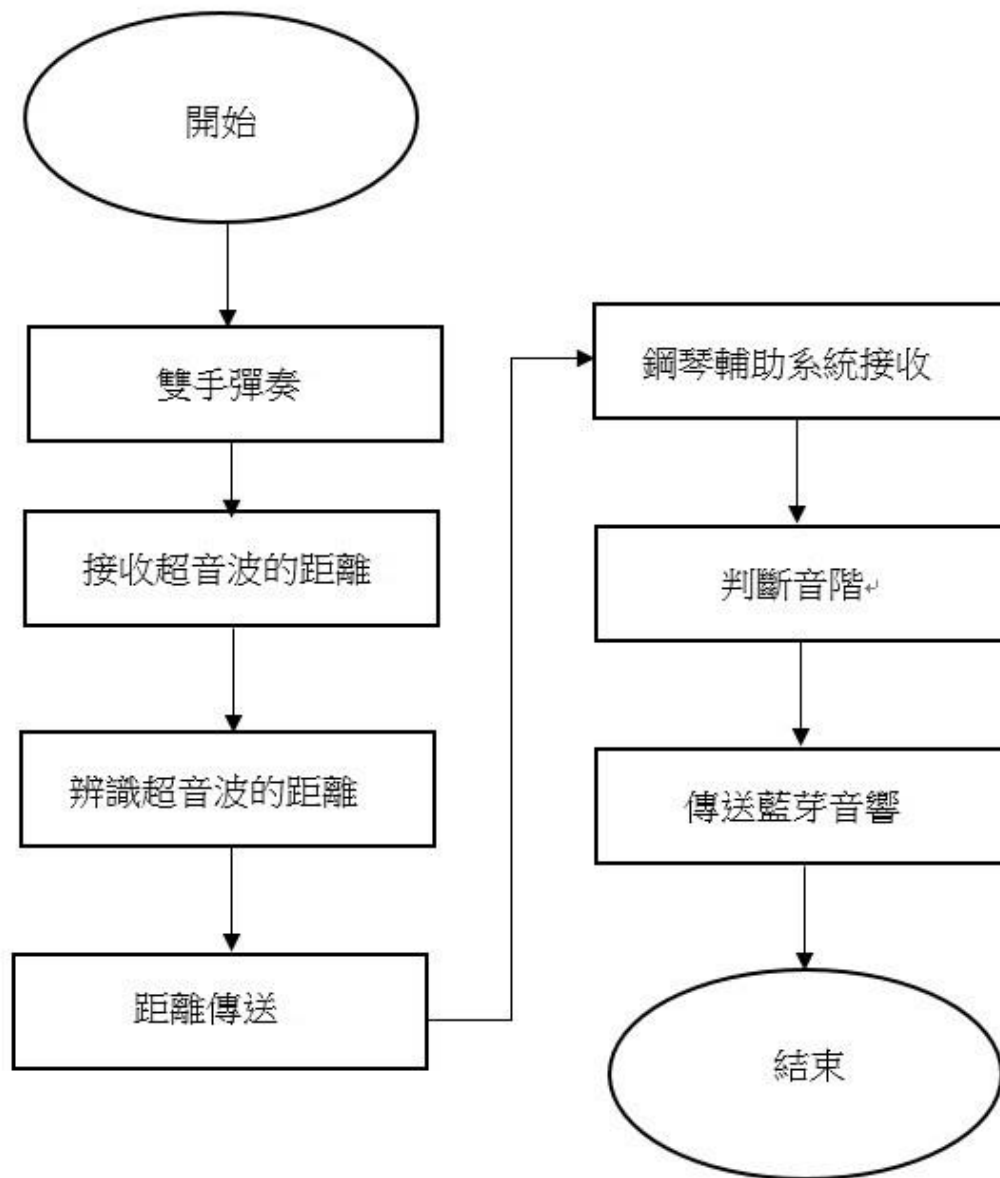 開始
雙手彈奏
接收超音波的距離
辨識超音波的距離
距離傳送
鋼琴輔助系統接收
判斷音階↵
傳送藍芽音響
結束